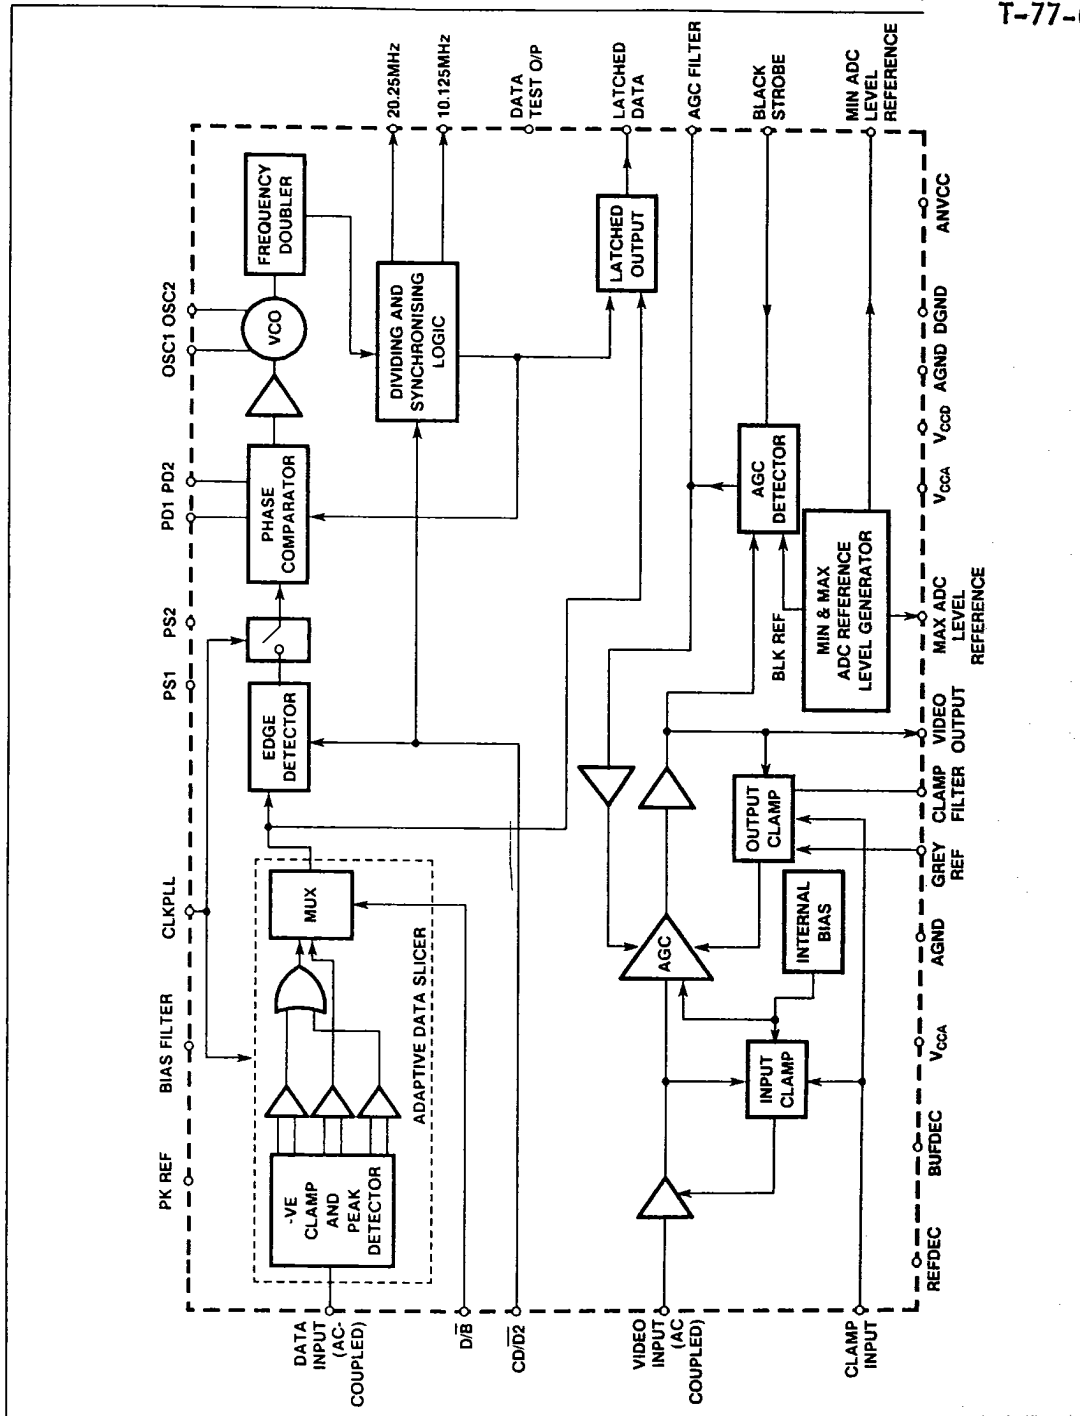 T-77-
PK REF
BIAS FILTER
CLKPLL
PS1
PS2
PD1 PD2
OSC1 OSC2
DATA
INPUT
(AC-
COUPLED)
-VE
CLAMP
AND
PEAK
DETECTOR
MUX
ADAPTIVE DATA SLICER
EDGE
DETECTOR
PHASE
COMPARATOR
VCO
FREQUENCY
DOUBLER
DIVIDING AND
SYNCHRONISING
LOGIC
20.25MHz
10.125MHz
DATA
TEST O/P
LATCHED
OUTPUT
LATCHED
DATA
D/B
CD/D2
VIDEO
INPUT
(AC
COUPLED)
AGC
INPUT
CLAMP
INTERNAL
BIAS
OUTPUT
CLAMP
BLK REF
AGC
DETECTOR
MIN & MAX
ADC REFERENCE
LEVEL GENERATOR
AGC FILTER
BLACK
STROBE
MIN ADC
LEVEL
REFERENCE
CLAMP
INPUT
REFDEC
BUFDEC
VCCA
AGND
GREY
REF
CLAMP
FILTER
VIDEO
OUTPUT
MAX ADC
LEVEL
REFERENCE
VCCA
VCCD
AGND DGND
ANVCC